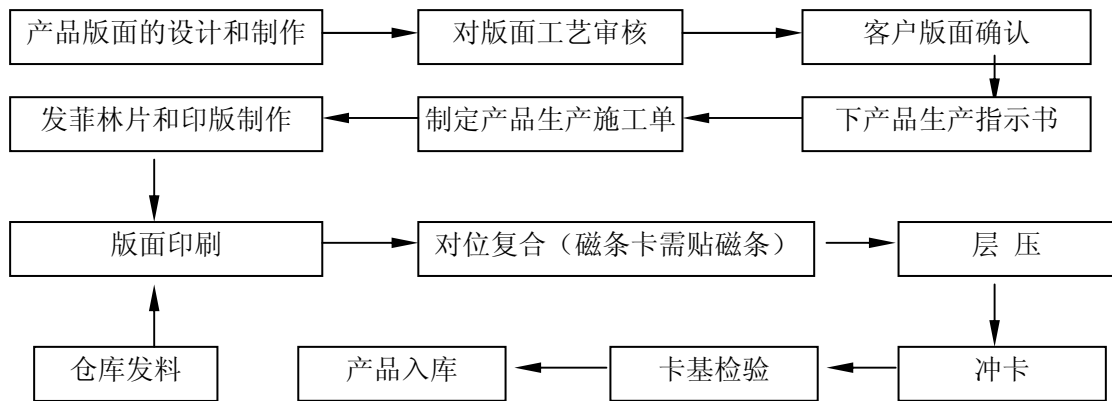 产品版面的设计和制作
对版面工艺审核
客户版面确认
发菲林片和印版制作
制定产品生产施工单
下产品生产指示书
版面印刷
对位复合（磁条卡需贴磁条）
层 压
仓库发料
产品入库
卡基检验
冲卡